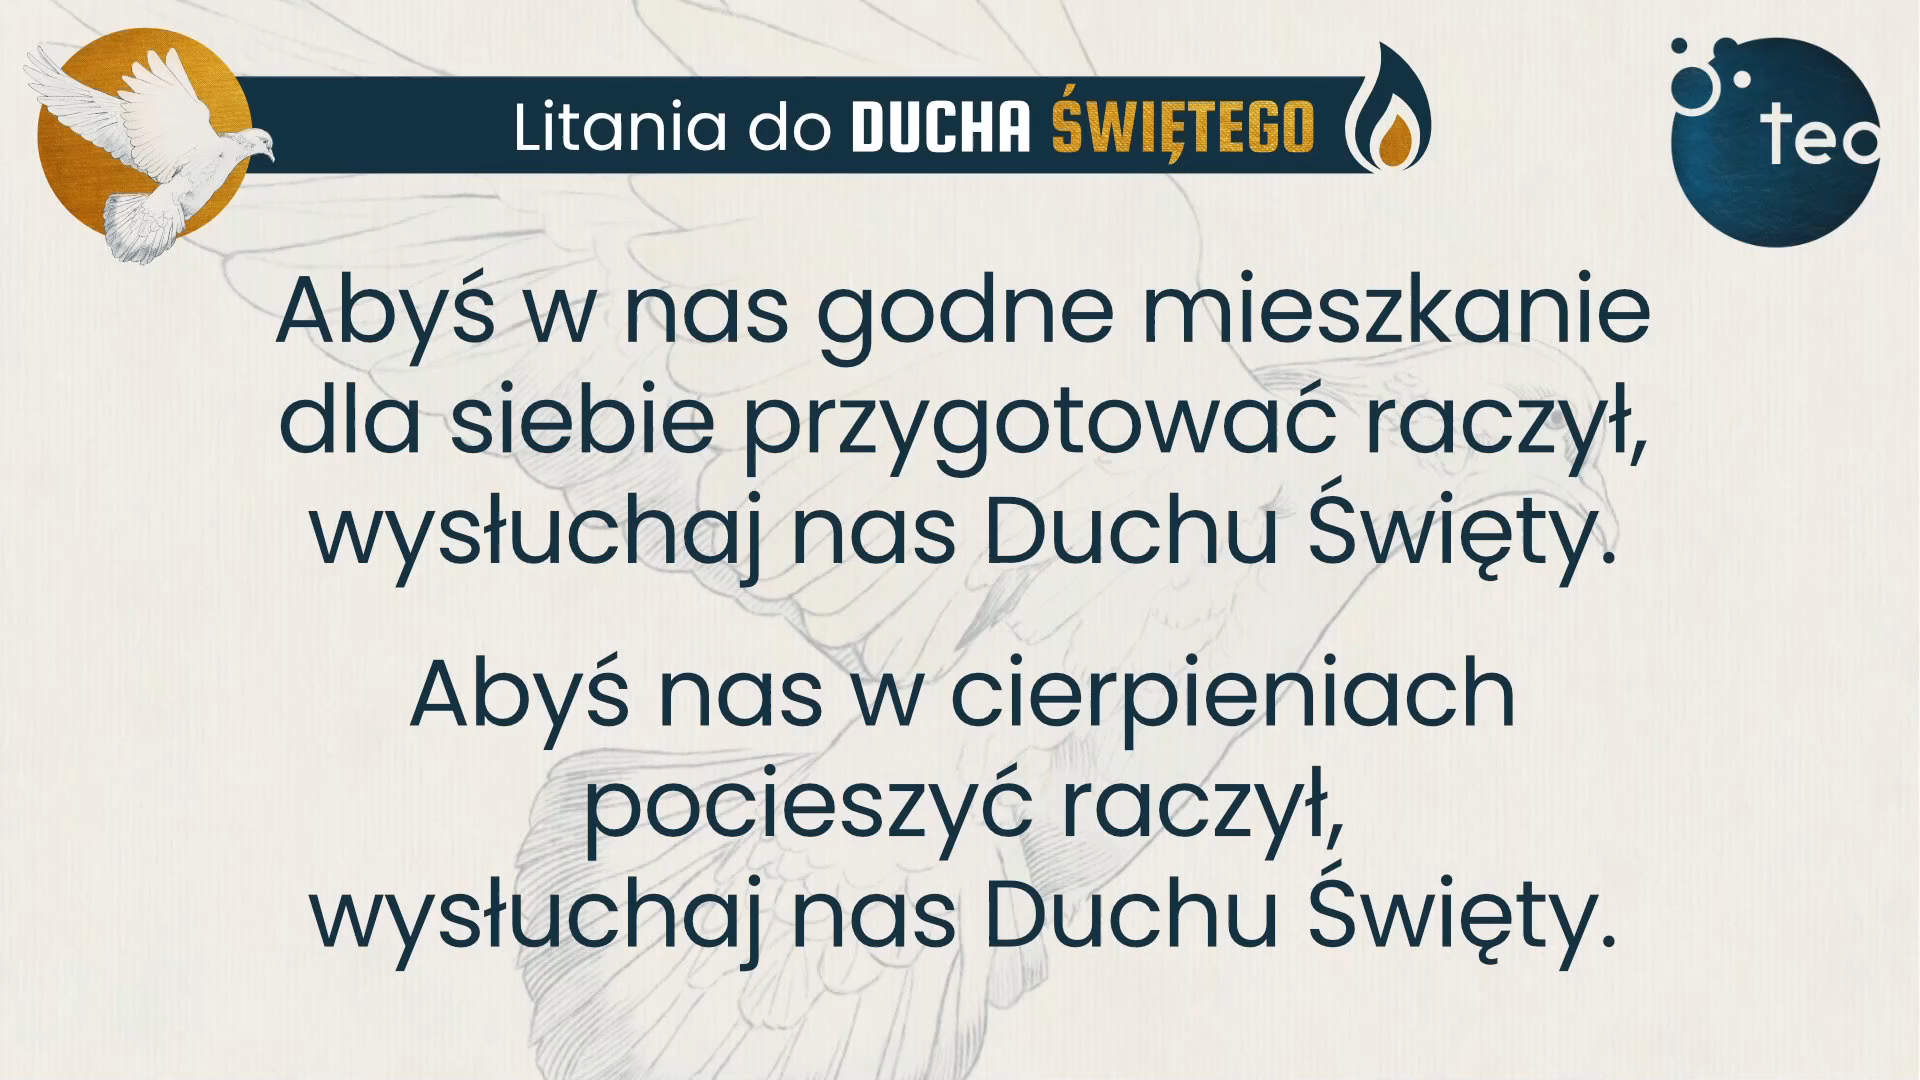 Litania do DUCHA ŚWIĘTEGO
teo
Abyś w nas godne mieszkanie
dla siebie przygotować raczył,
wysłuchaj nas Duchu Święty.
Abyś nas w cierpieniach
pocieszyć raczył,
wysłuchaj nas Duchu Święty.